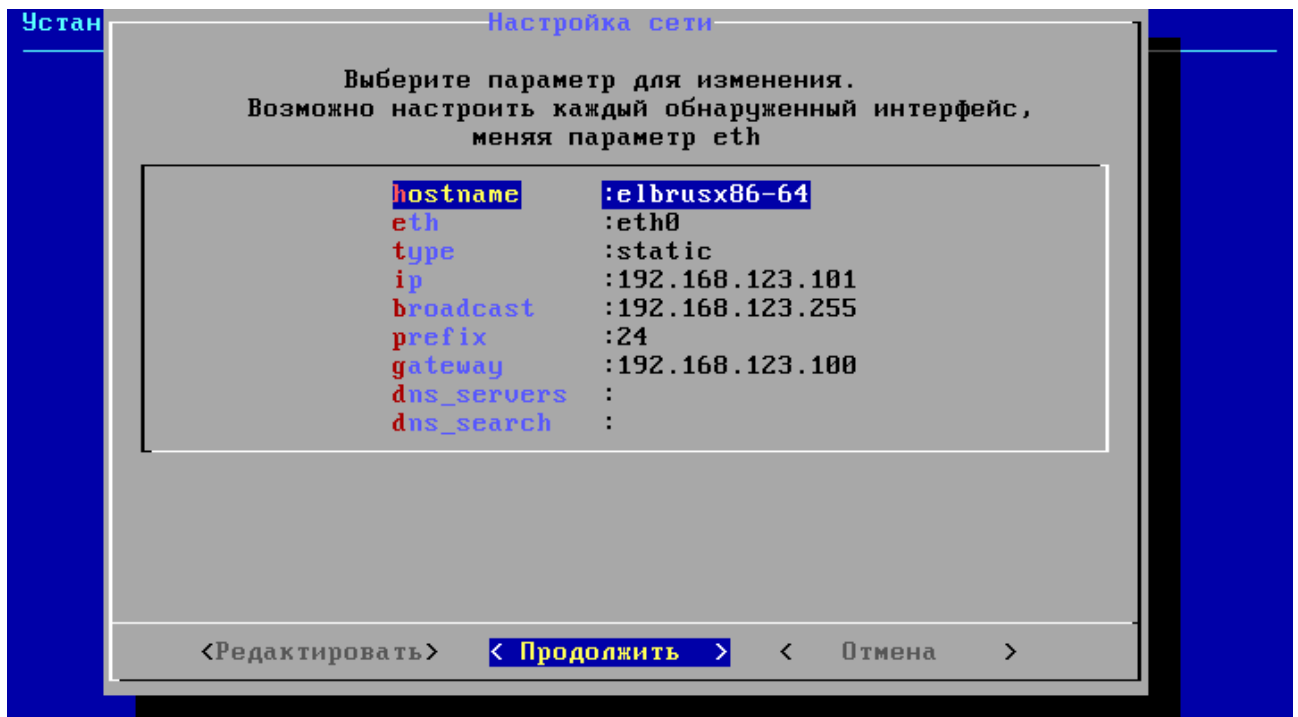 Устан
Настройка сети
Выберите параметр для изменения.
Возможно настроить каждый обнаруженный интерфейс,
меняя параметр eth
hostname :elbrusx86-64
eth :eth0
type :static
ip :192.168.123.101
broadcast :192.168.123.255
prefix :24
gateway :192.168.123.100
dns_servers :
dns_search :
<Редактировать> < Продолжить > < Отмена >